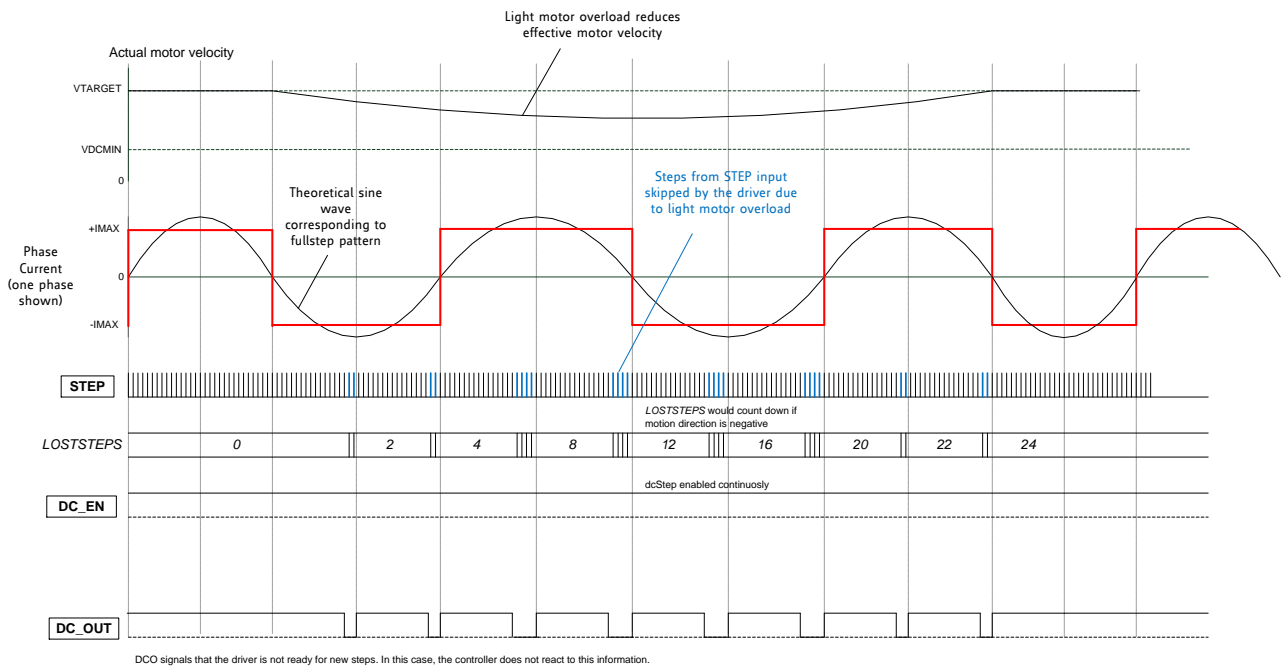 Light motor overload reduces
effective motor velocity
Actual motor velocity
VTARGET
VDCMIN
0
Steps from STEP input
skipped by the driver due
to light motor overload
Theoretical sine
wave
corresponding to
fullstep pattern
+IMAX
Phase
Current
(one phase
shown)
0
-IMAX
STEP
LOSTSTEPS would count down if
motion direction is negative
LOSTSTEPS
0 2 4 8 12 16 20 22 24
dcStep enabled continuosly
DC_EN
DC_OUT
DCO signals that the driver is not ready for new steps. In this case, the controller does not react to this information.